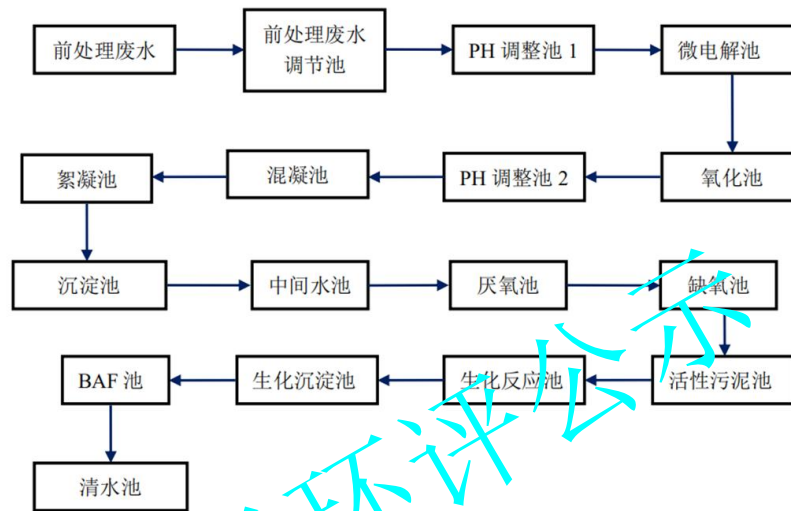 前处理废水
前处理废水
调节池
PH 调整池 1
微电解池
絮凝池
混凝池
PH 调整池 2
氧化池
沉淀池
中间水池
厌氧池
缺氧池
BAF 池
生化沉淀池
生化反应池
活性污泥池
清水池
环评公示